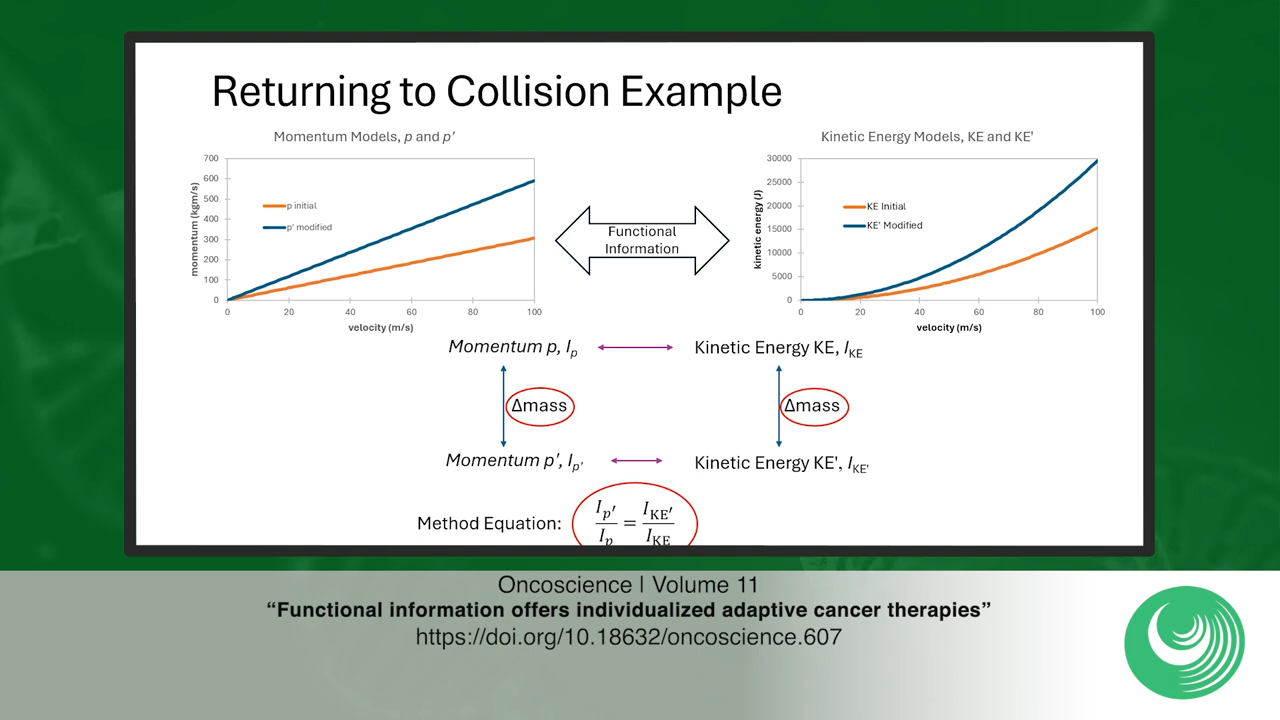 Returning to Collision Example
Momentum Models, p and p′
700
600
500
400
300
200
100
0
momentum (kgm/s)
p initial
p' modified
0 20 40 60 80 100
velocity (m/s)
Functional
Information
Kinetic Energy Models, KE and KE'
30000
25000
20000
15000
10000
5000
0
kinetic energy (J)
KE Initial
KE' Modified
0 20 40 60 80 100
velocity (m/s)
Momentum p, Ip
Kinetic Energy KE, IKE
Δmass
Δmass
Momentum p′, Ip'
Kinetic Energy KE', IKE'
Method Equation: Ip′/Ip = IKE′/IKE
Oncoscience | Volume 11
“Functional information offers individualized adaptive cancer therapies”
https://doi.org/10.18632/oncoscience.607